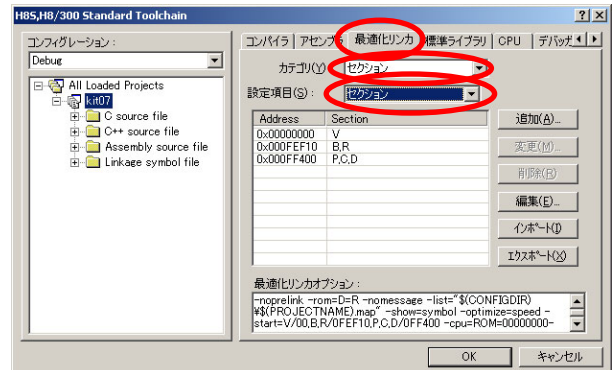 H8S,H8/300 Standard Toolchain
コンフィグレーション：
Debug
All Loaded Projects
kit07
C source file
C++ source file
Assembly source file
Linkage symbol file
コンパイラ アセンブラ 最適化リンカ 標準ライブラリ CPU デバッガ
カテゴリ(Y) セクション
設定項目(S)： セクション
Address Section
0x00000000 V
0x000FEF10 B,R
0x000FF400 P,C,D
追加(A)...
変更(M)...
削除(R)
編集(E)...
インポート(I)
エクスポート(X)
最適化リンカオプション：
-noprelink -rom=D=R -nomessage -list="$(CONFIGDIR)
¥$(PROJECTNAME).map" -show=symbol -optimize=speed -
start=V/00,B,R/0FEF10,P,C,D/0FF400 -cpu=ROM=00000000-
OK キャンセル